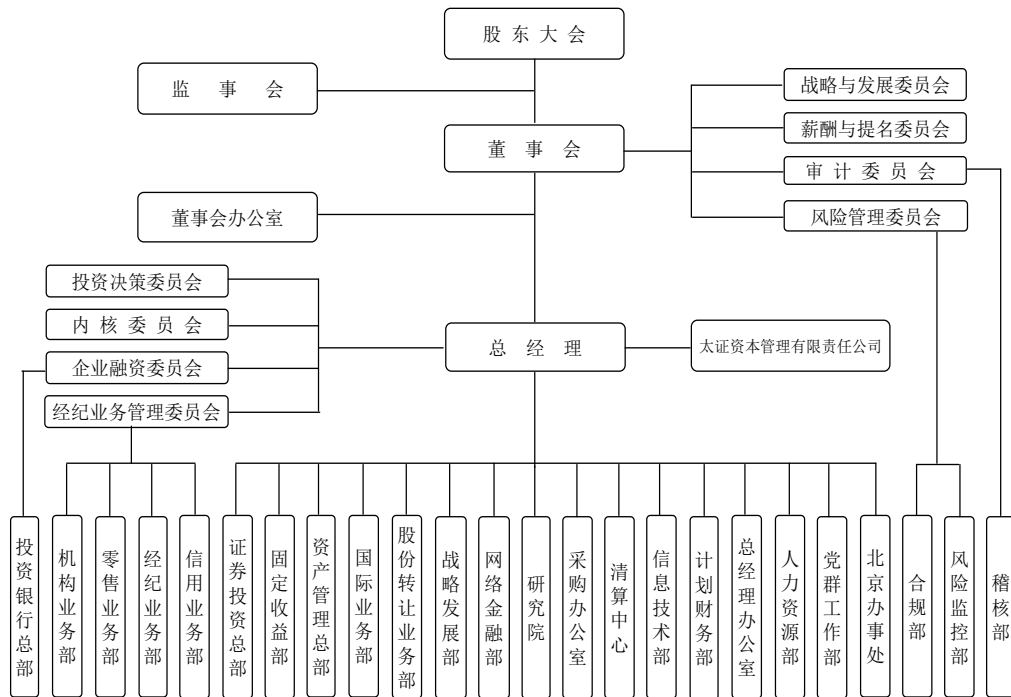 股东大会
监事会
战略与发展委员会
薪酬与提名委员会
董事会
审计委员会
董事会办公室
风险管理委员会
投资决策委员会
内核委员会
总经理
太证资本管理有限责任公司
企业融资委员会
经纪业务管理委员会
投资银行总部
机构业务部
零售业务部
经纪业务部
信用业务部
证券投资总部
固定收益部
资产管理总部
国际业务部
股份转让业务部
战略发展部
网络金融部
研究院
采购办公室
清算中心
信息技术部
计划财务部
总经理办公室
人力资源部
党群工作部
北京办事处
合规部
风险监控部
稽核部